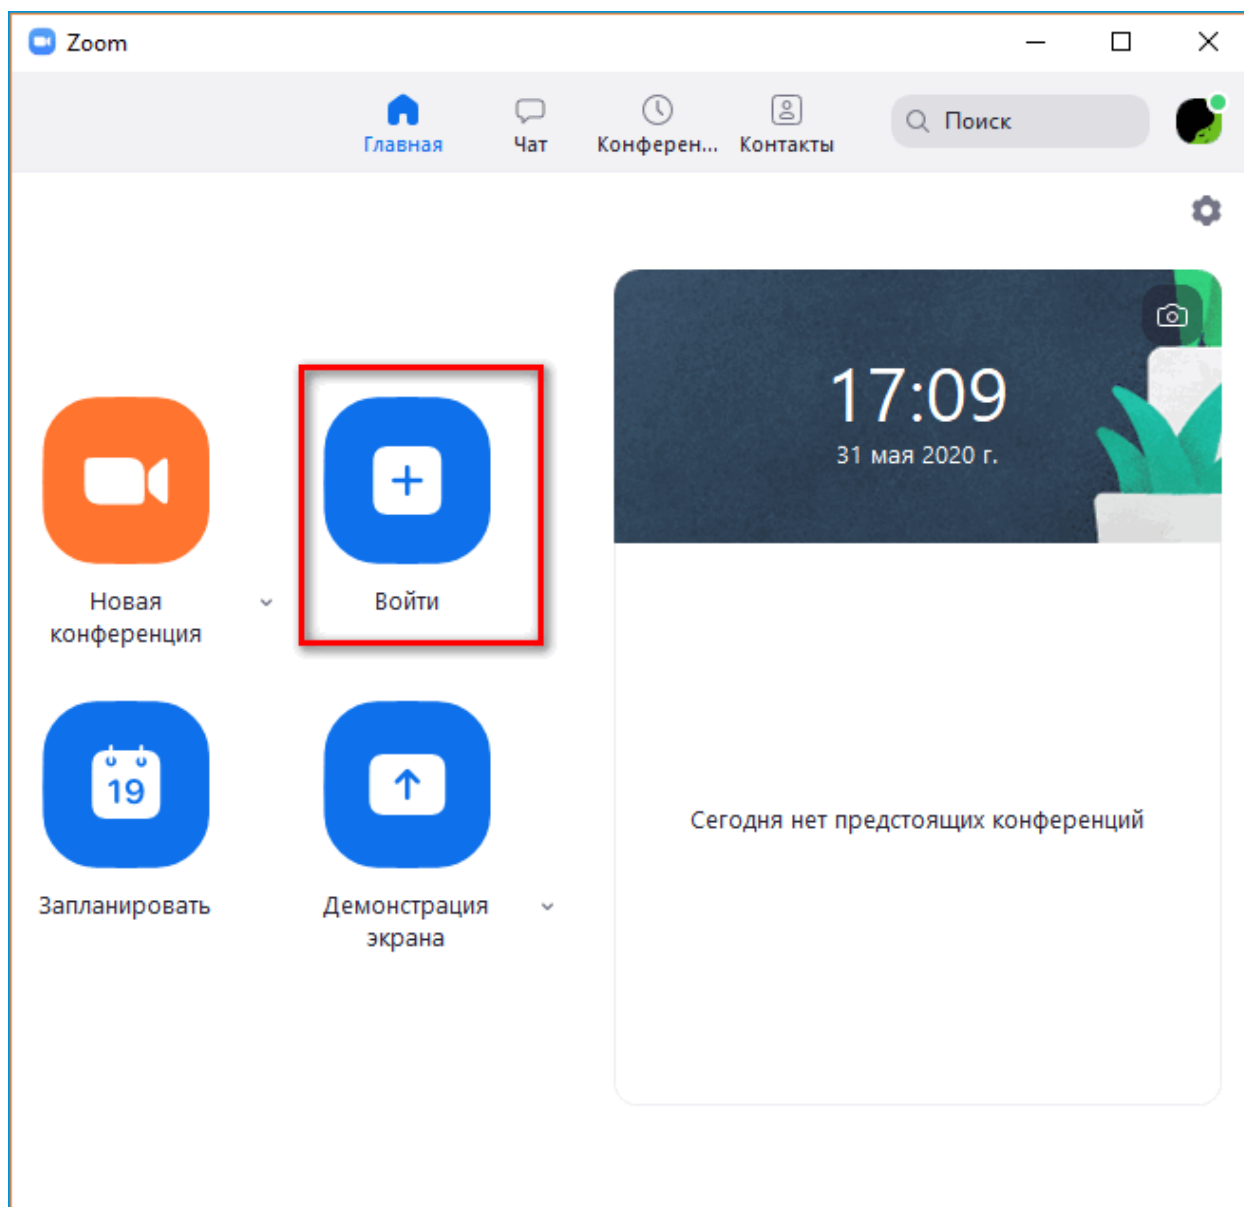 Zoom
Главная
Чат
Конферен...
Контакты
Поиск
17:09
31 мая 2020 г.
Новая
конференция
Войти
19
Запланировать
Демонстрация
экрана
Сегодня нет предстоящих конференций